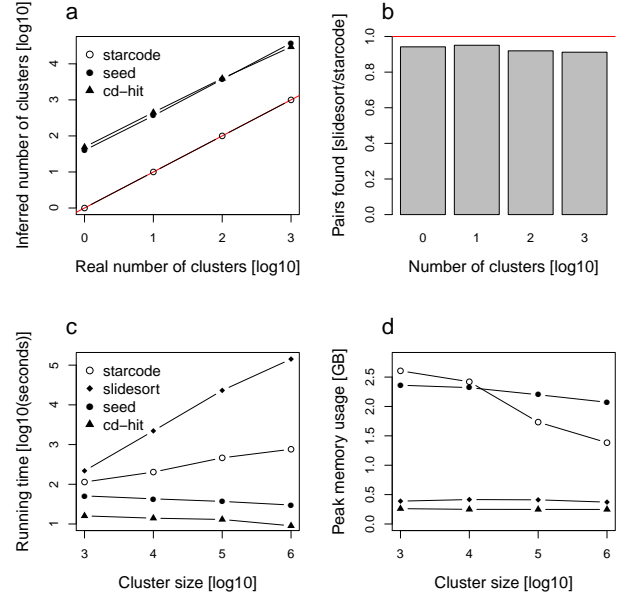 a
Inferred number of clusters [log10]
0 1 2 3 4
starcode
seed
cd−hit
0 1 2 3
Real number of clusters [log10]
b
Pairs found [slidesort/starcode]
0.0 0.2 0.4 0.6 0.8 1.0
0 1 2 3
Number of clusters [log10]
c
Running time [log10(seconds)]
1 2 3 4 5
starcode
slidesort
seed
cd−hit
3 4 5 6
Cluster size [log10]
d
Peak memory usage [GB]
0.0 0.5 1.0 1.5 2.0 2.5
3 4 5 6
Cluster size [log10]